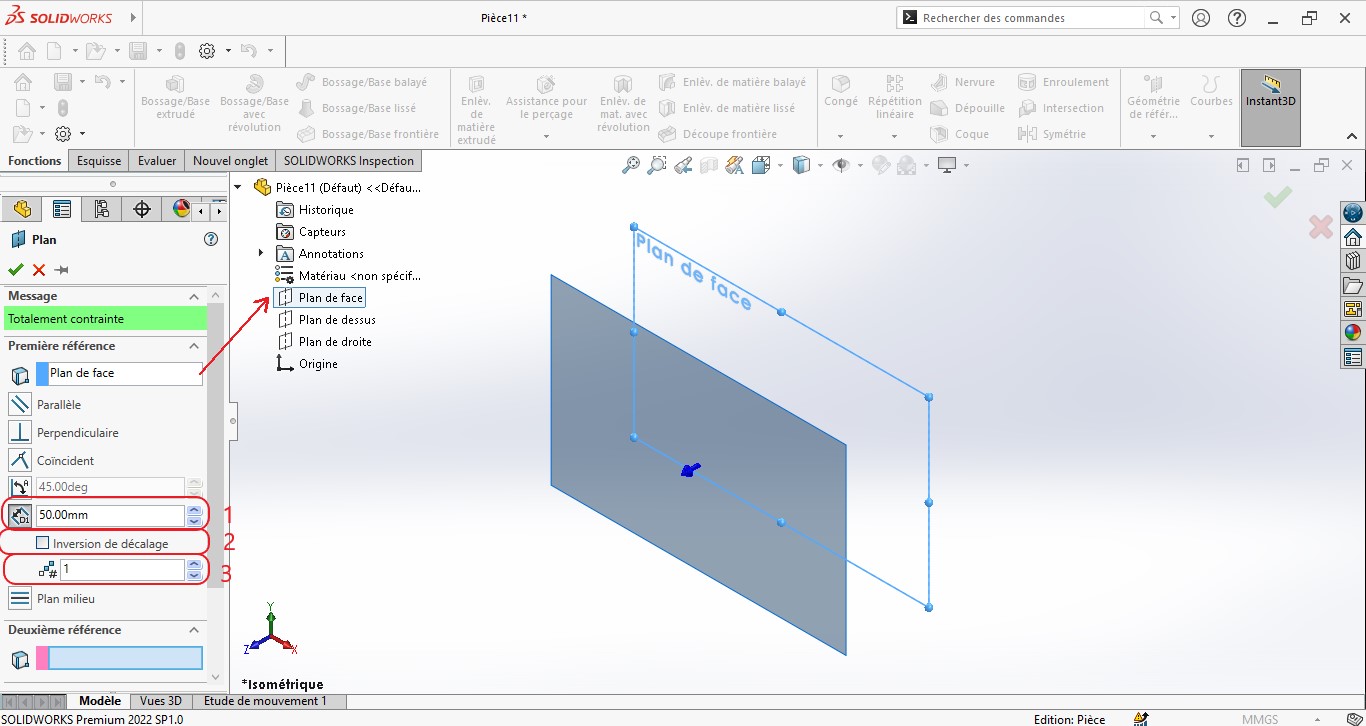 SOLIDWORKS
Pièce11 *
Rechercher des commandes
Bossage/Base extrudé
Bossage/Base avec révolution
Bossage/Base balayé
Bossage/Base lissé
Bossage/Base frontière
Enlèv. de matière extrudé
Assistance pour le perçage
Enlèv. de mat. avec révolution
Enlèv. de matière balayé
Enlèv. de matière lissé
Découpe frontière
Congé
Répétition linéaire
Nervure
Dépouille
Coque
Enroulement
Intersection
Symétrie
Géométrie de référ...
Courbes
Instant3D
Fonctions
Esquisse
Evaluer
Nouvel onglet
SOLIDWORKS Inspection
Plan
Message
Totalement contrainte
Première référence
Plan de face
Parallèle
Perpendiculaire
Coïncident
45.00deg
D1
50.00mm
1
Inversion de décalage
2
#
1
3
Plan milieu
Deuxième référence
Pièce11 (Défaut) <<Défau...
Historique
Capteurs
A
Annotations
Matériau <non spécif...
Plan de face
Plan de dessus
Plan de droite
Origine
Plan de face
Y
Z
X
*Isométrique
Modèle
Vues 3D
Etude de mouvement 1
SOLIDWORKS Premium 2022 SP1.0
Edition: Pièce
MMGS